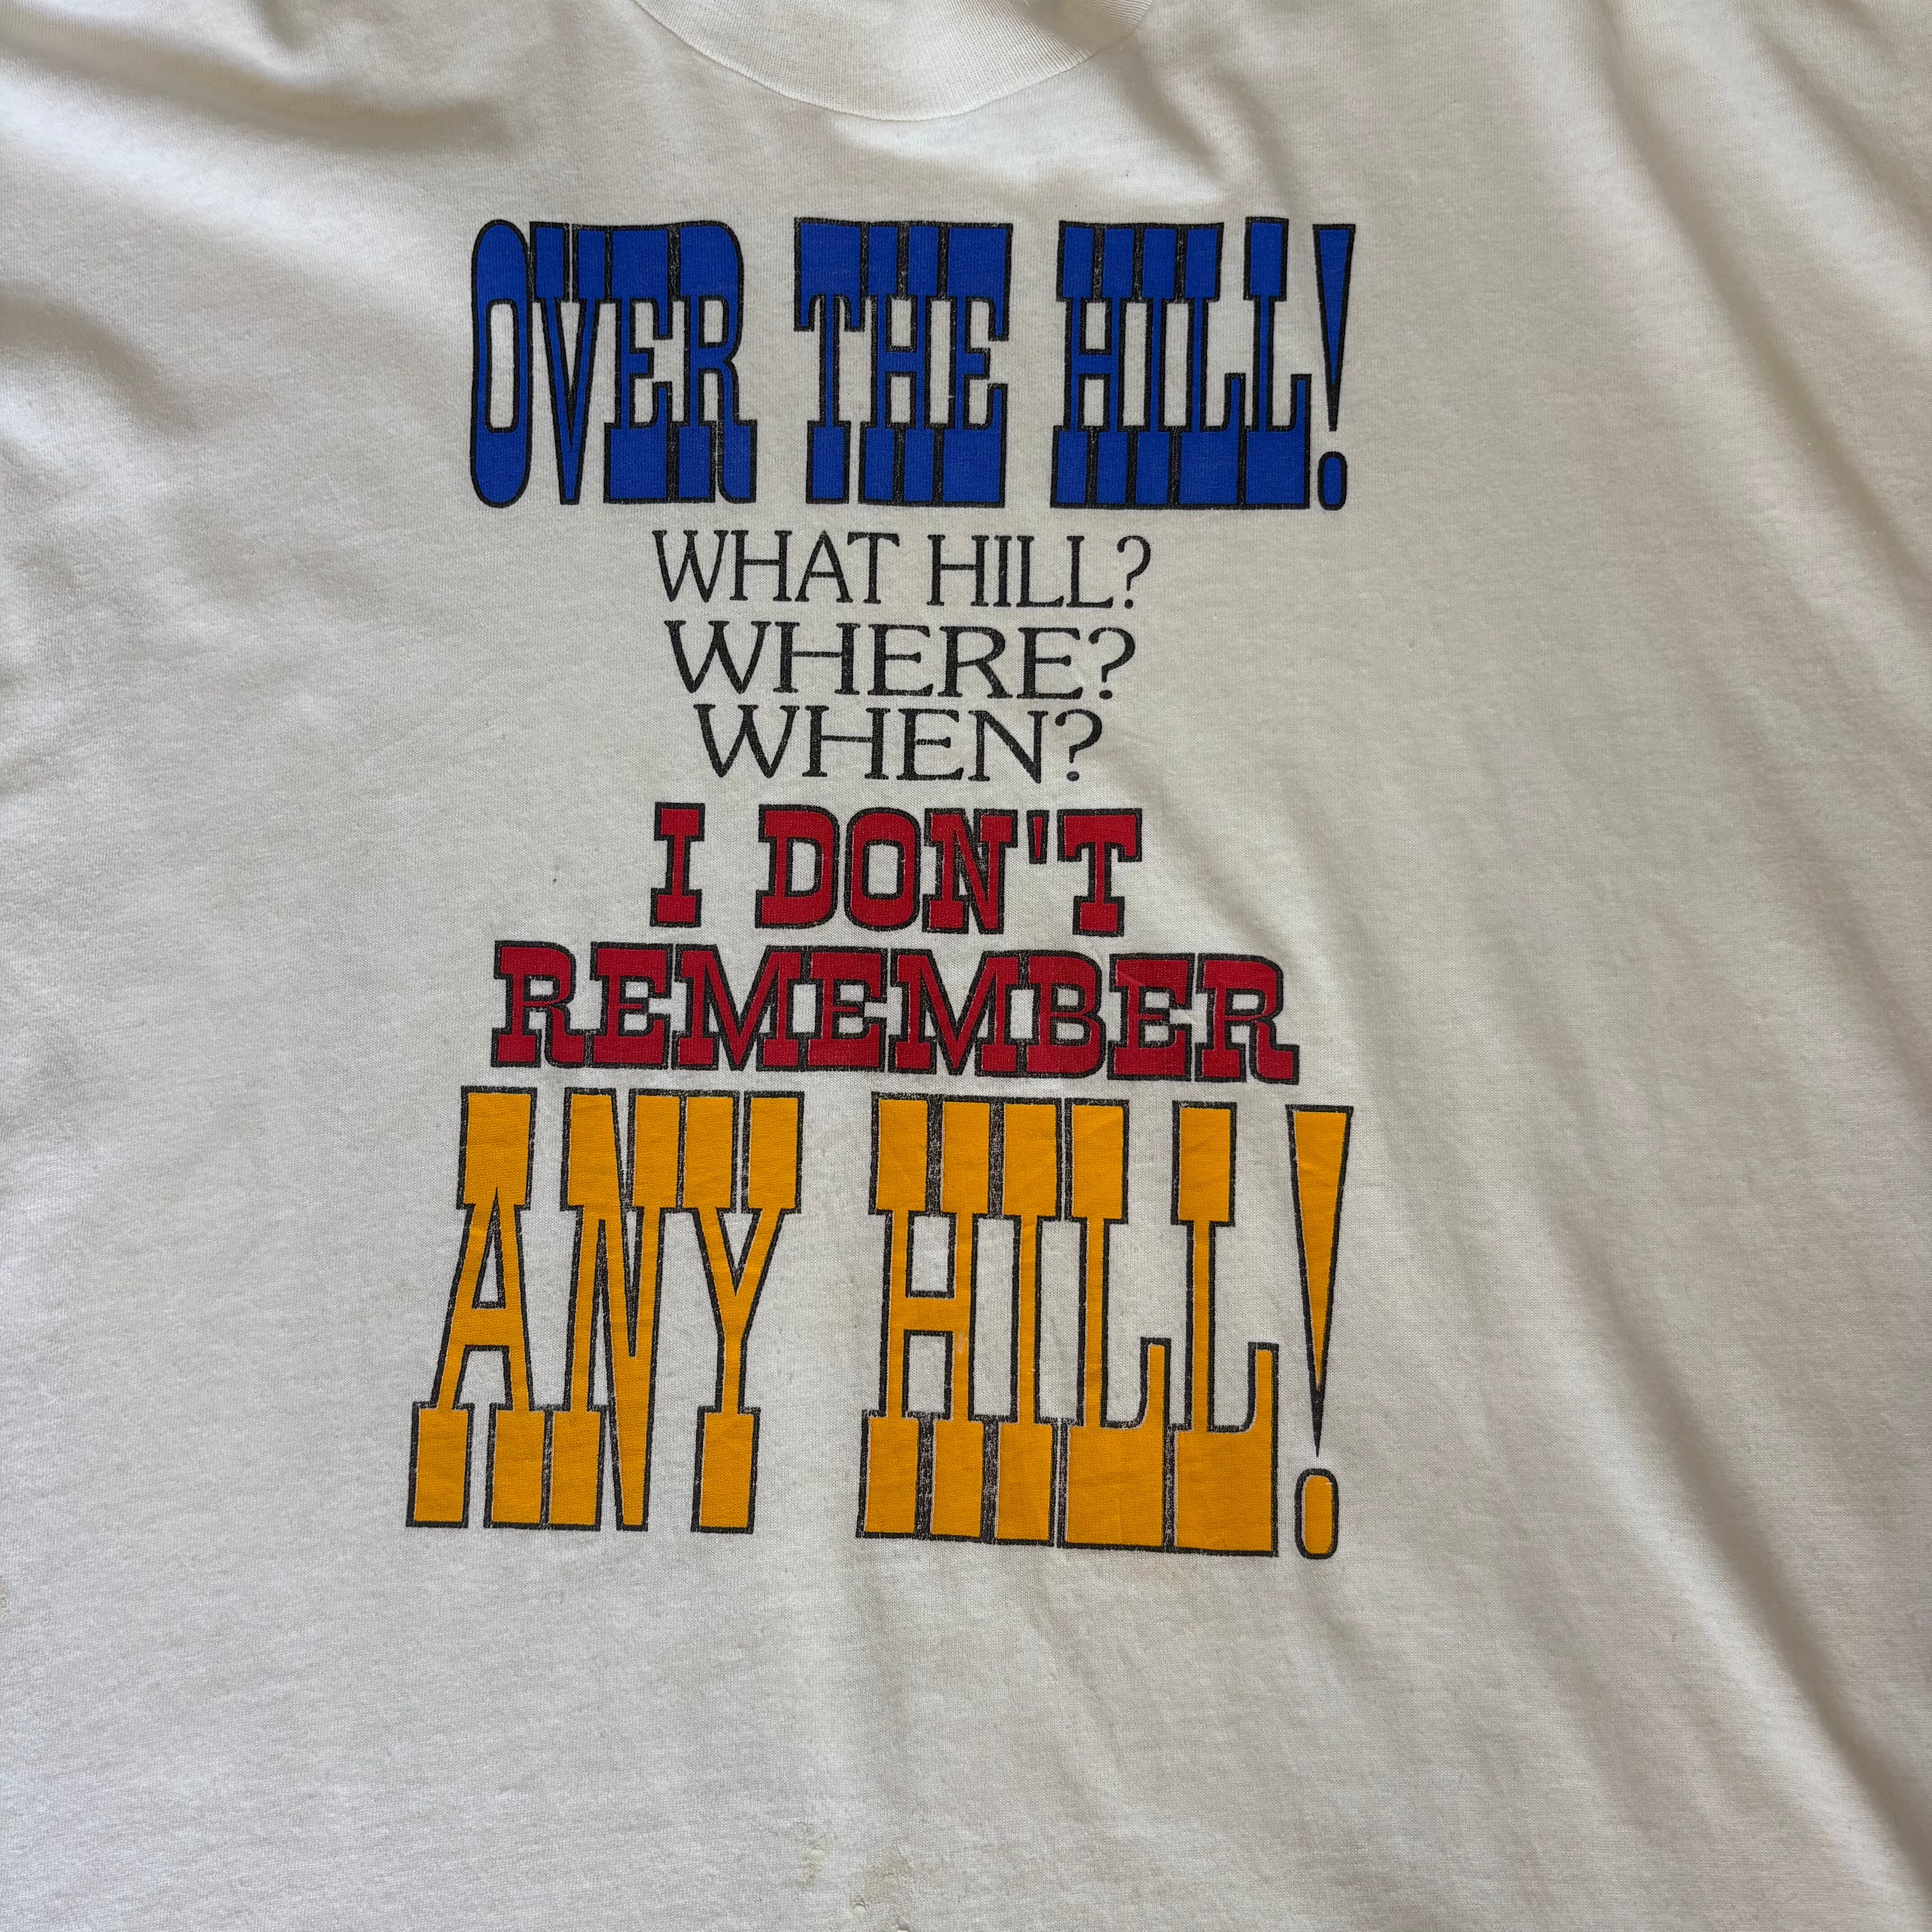 OVER THE HILL!
WHAT HILL?
WHERE?
WHEN?
I DON'T
REMEMBER
ANY HILL!